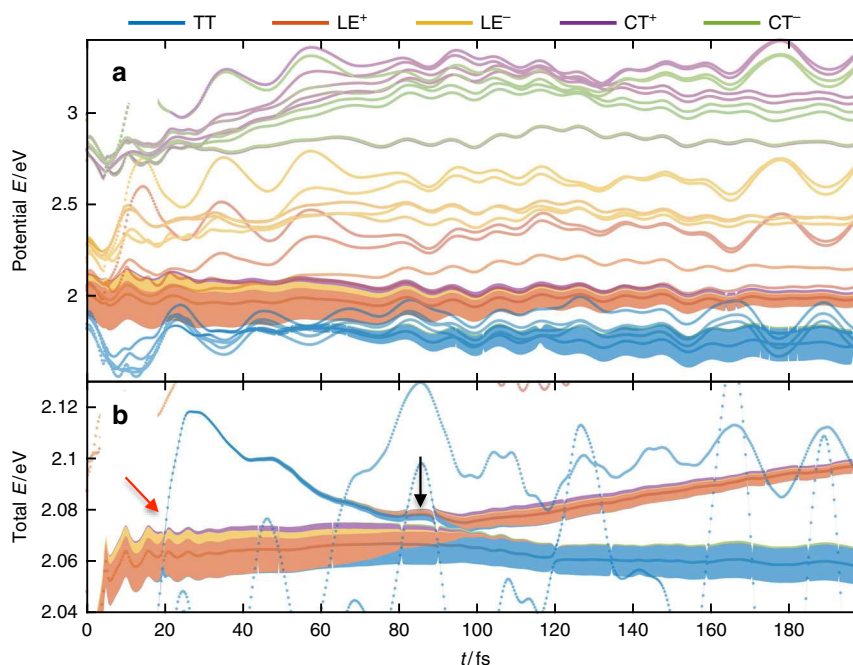 TT LE⁺ LE⁻ CT⁺ CT⁻
a
3
2.5
2
Potential E/eV
b
2.12
2.1
2.08
2.06
2.04
Total E/eV
0 20 40 60 80 100 120 140 160 180
t/fs